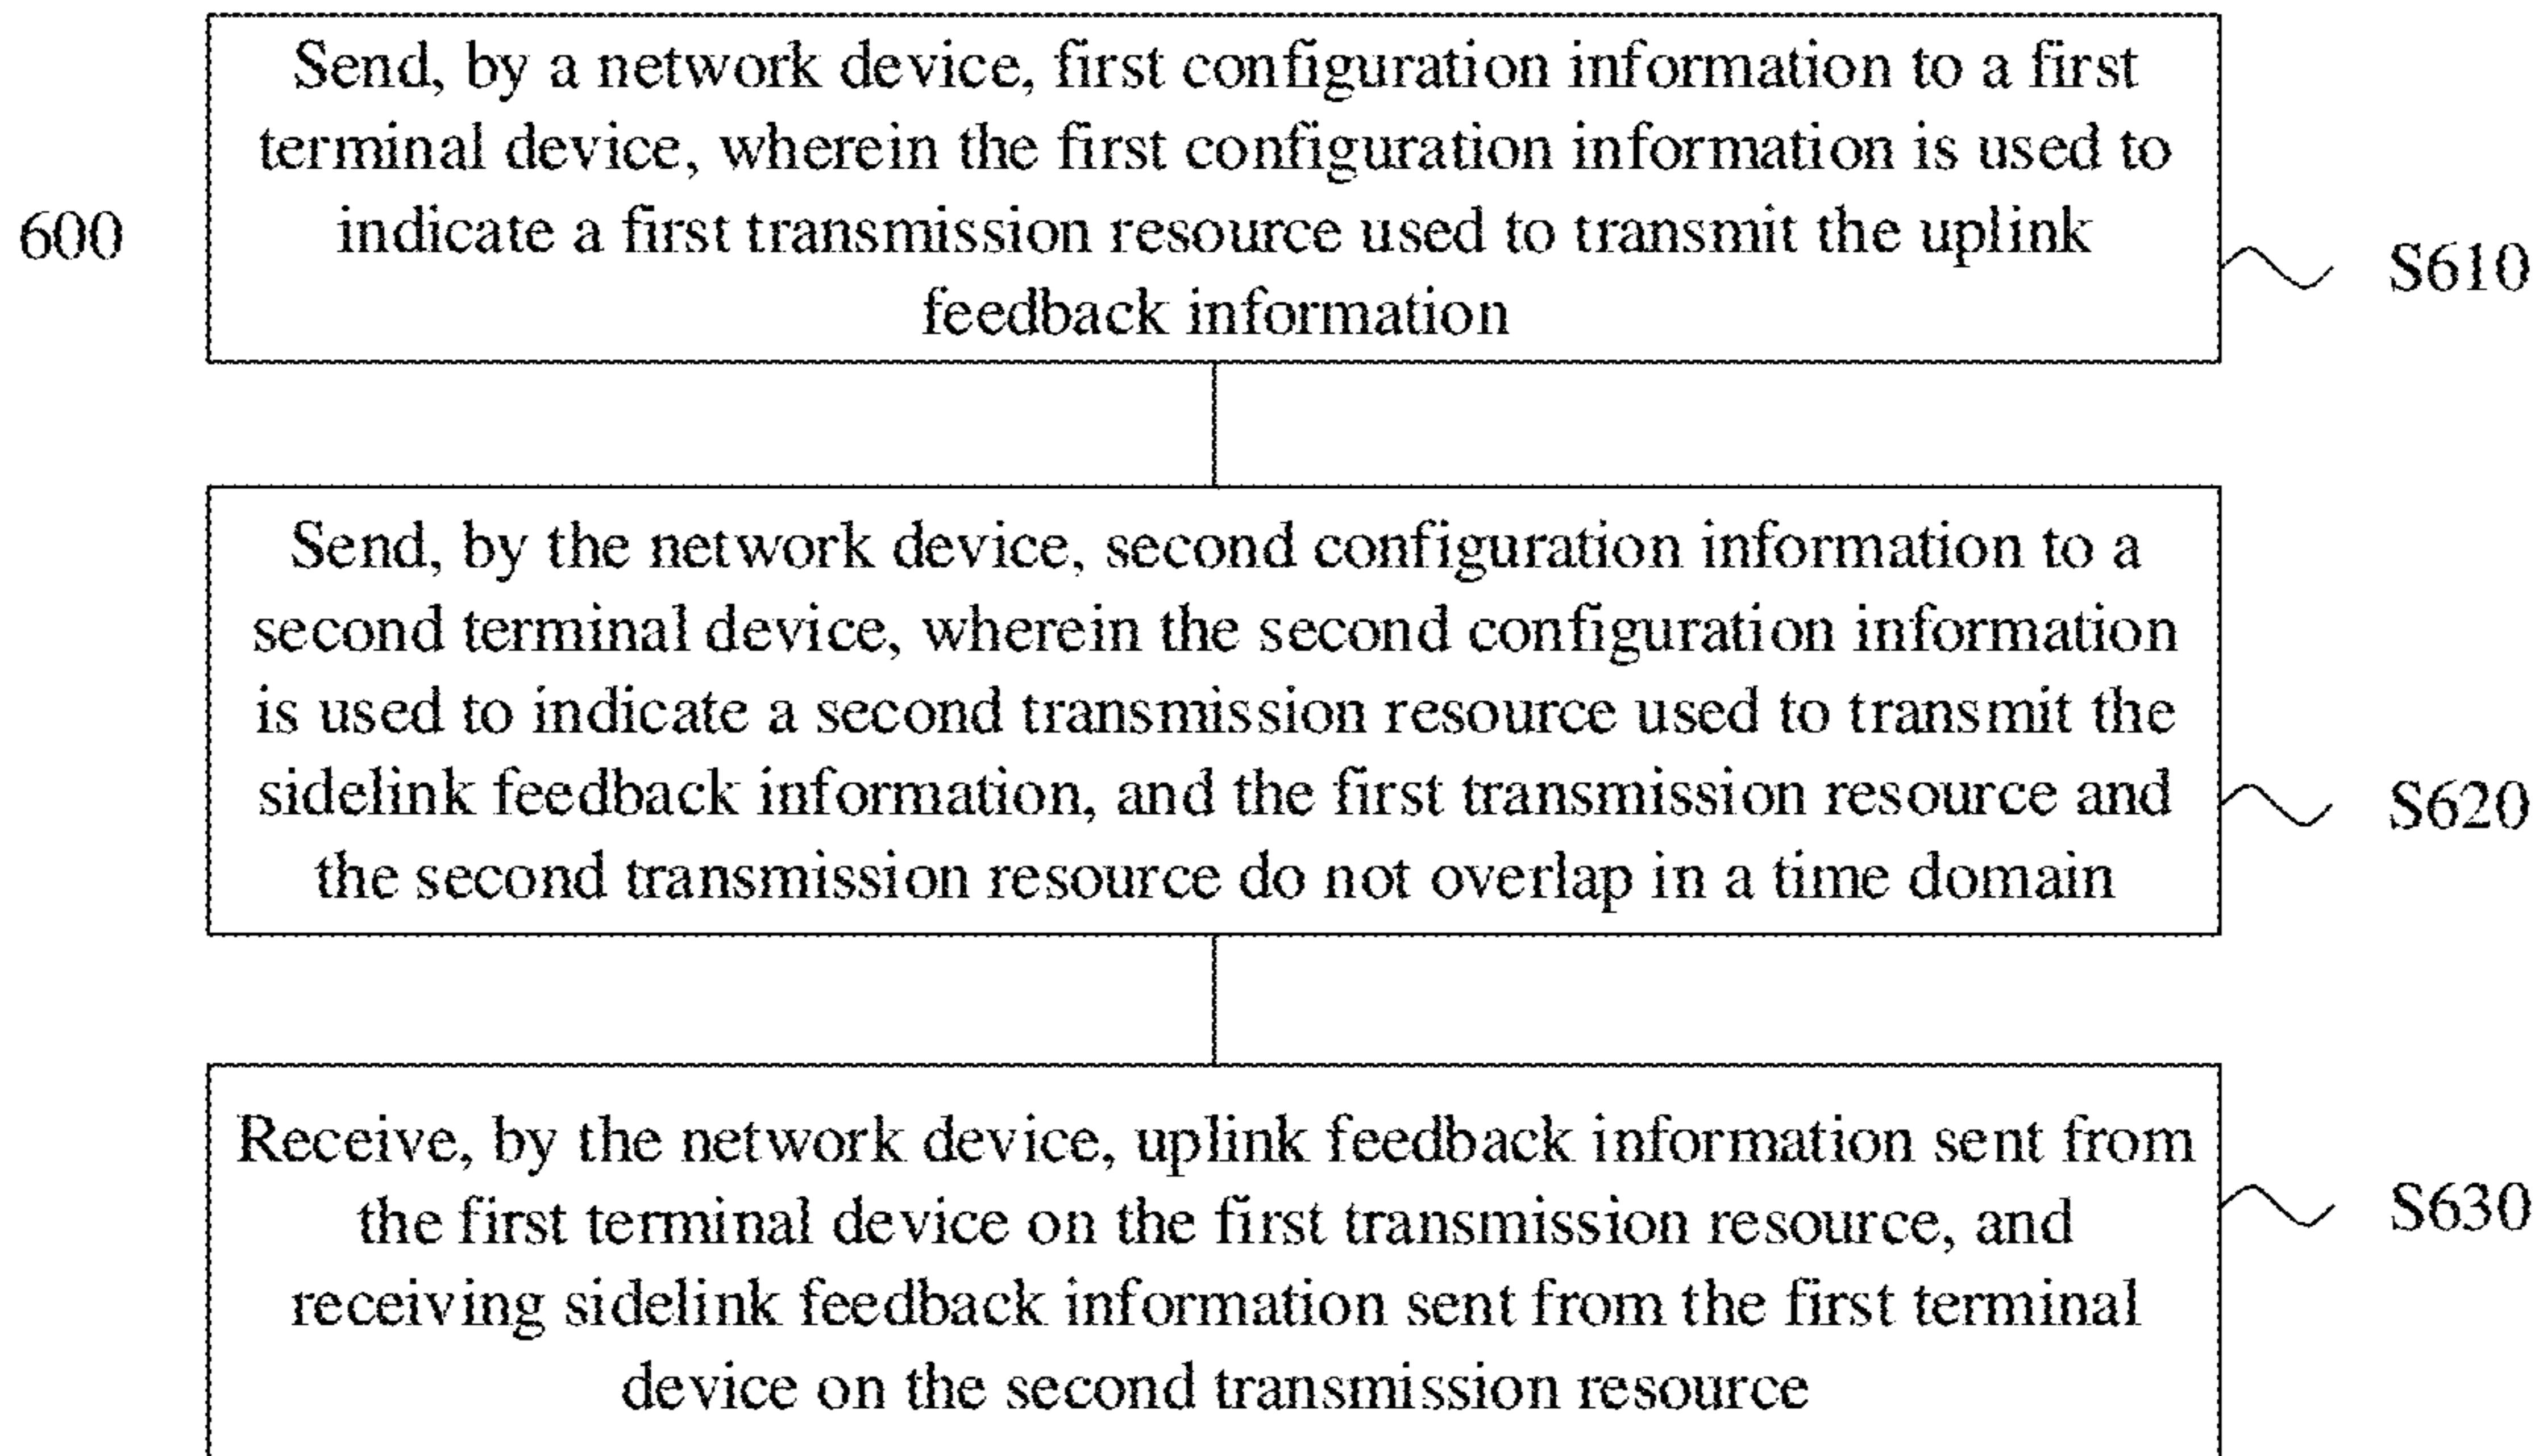 Send, by a network device, first configuration information to a first
terminal device, wherein the first configuration information is used to
600
indicate a first transmission resource used to transmit the uplink
S610
feedback information
Send, by the network device, second configuration information to a
second terminal device, wherein the second configuration information
is used to indicate a second transmission resource used to transmit the
sidelink feedback information, and the first transmission resource and
S620
the second transmission resource do not overlap in a time domain
Receive, by the network device, uplink feedback information sent from
the first terminal device on the first transmission resource, and
S630
receiving sidelink feedback information sent from the first terminal
device on the second transmission resource